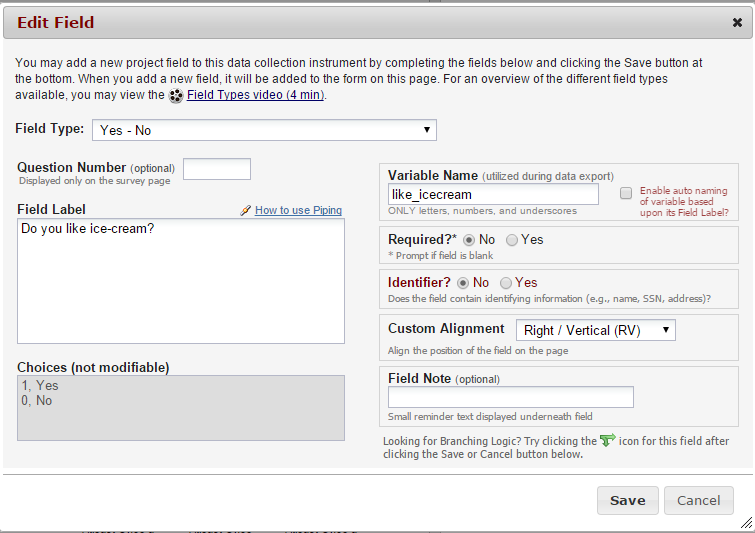 Edit Field
You may add a new project field to this data collection instrument by completing the fields below and clicking the Save button at
the bottom. When you add a new field, it will be added to the form on this page. For an overview of the different field types
available, you may view the Field Types video (4 min).
Field Type: Yes - No
Question Number (optional)
Displayed only on the survey page
Field Label How to use Piping
Do you like ice-cream?
Choices (not modifiable)
1, Yes
0, No
Variable Name (utilized during data export)
like_icecream
ONLY letters, numbers, and underscores
Enable auto naming
of variable based
upon its Field Label?
Required?* No Yes
* Prompt if field is blank
Identifier? No Yes
Does the field contain identifying information (e.g., name, SSN, address)?
Custom Alignment Right / Vertical (RV)
Align the position of the field on the page
Field Note (optional)
Small reminder text displayed underneath field
Looking for Branching Logic? Try clicking the icon for this field after
clicking the Save or Cancel button below.
Save Cancel